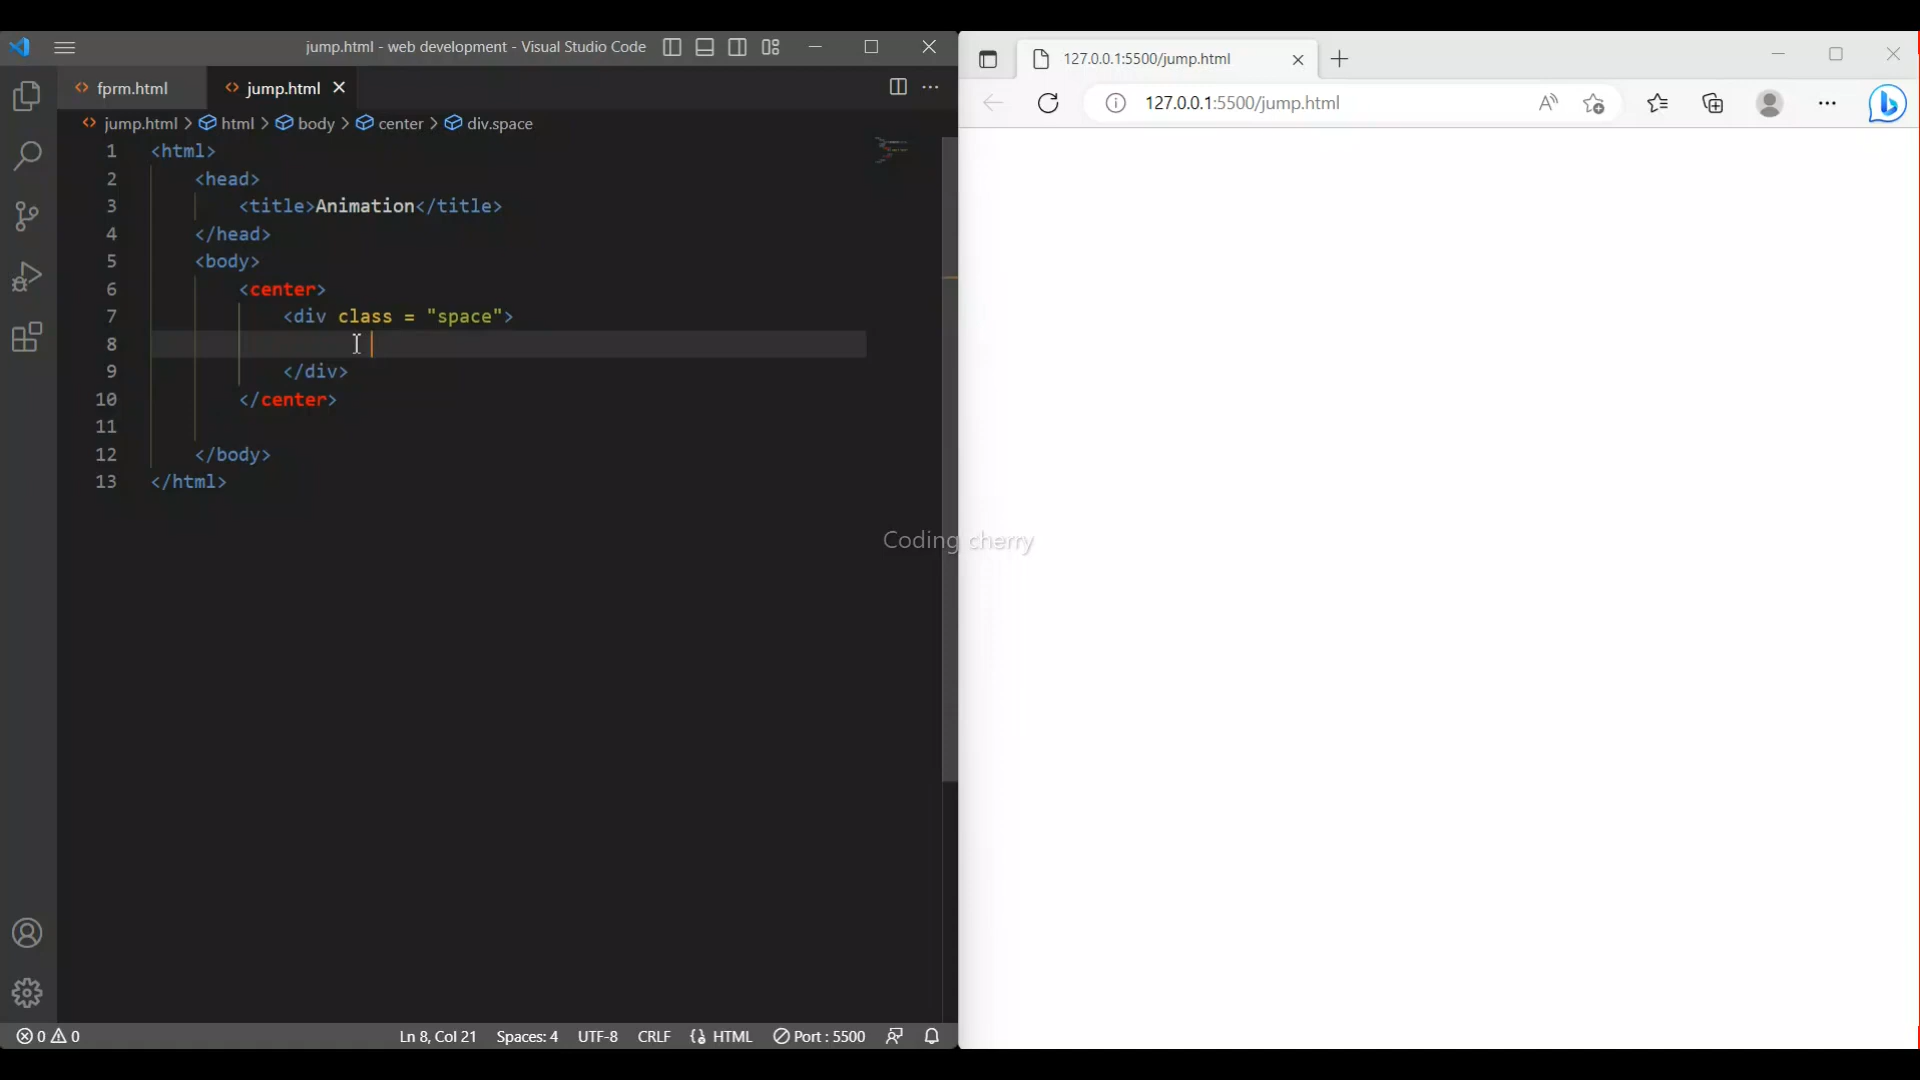 jump.html - web development - Visual Studio Code
fprm.html
jump.html
jump.html > html > body > center > div.space
1 <html>
2 <head>
3 <title>Animation</title>
4 </head>
5 <body>
6 <center>
7 <div class = "space">
8
9 </div>
10 </center>
11
12 </body>
13 </html>
0 0
Ln 8, Col 21
Spaces: 4
UTF-8
CRLF
HTML
Port : 5500
127.0.0.1:5500/jump.html
127.0.0.1:5500/jump.html
Coding cherry